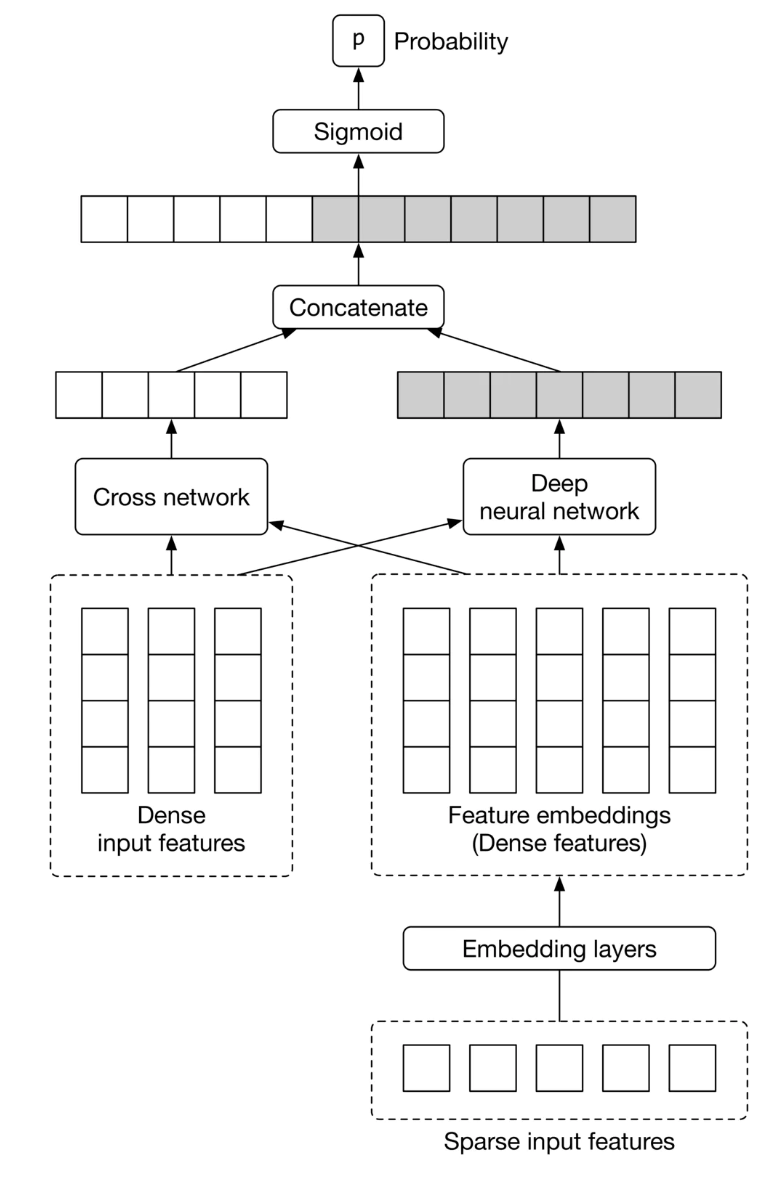 p
Probability
Sigmoid
Concatenate
Cross network
Deep
neural network
Dense
input features
Feature embeddings
(Dense features)
Embedding layers
Sparse input features